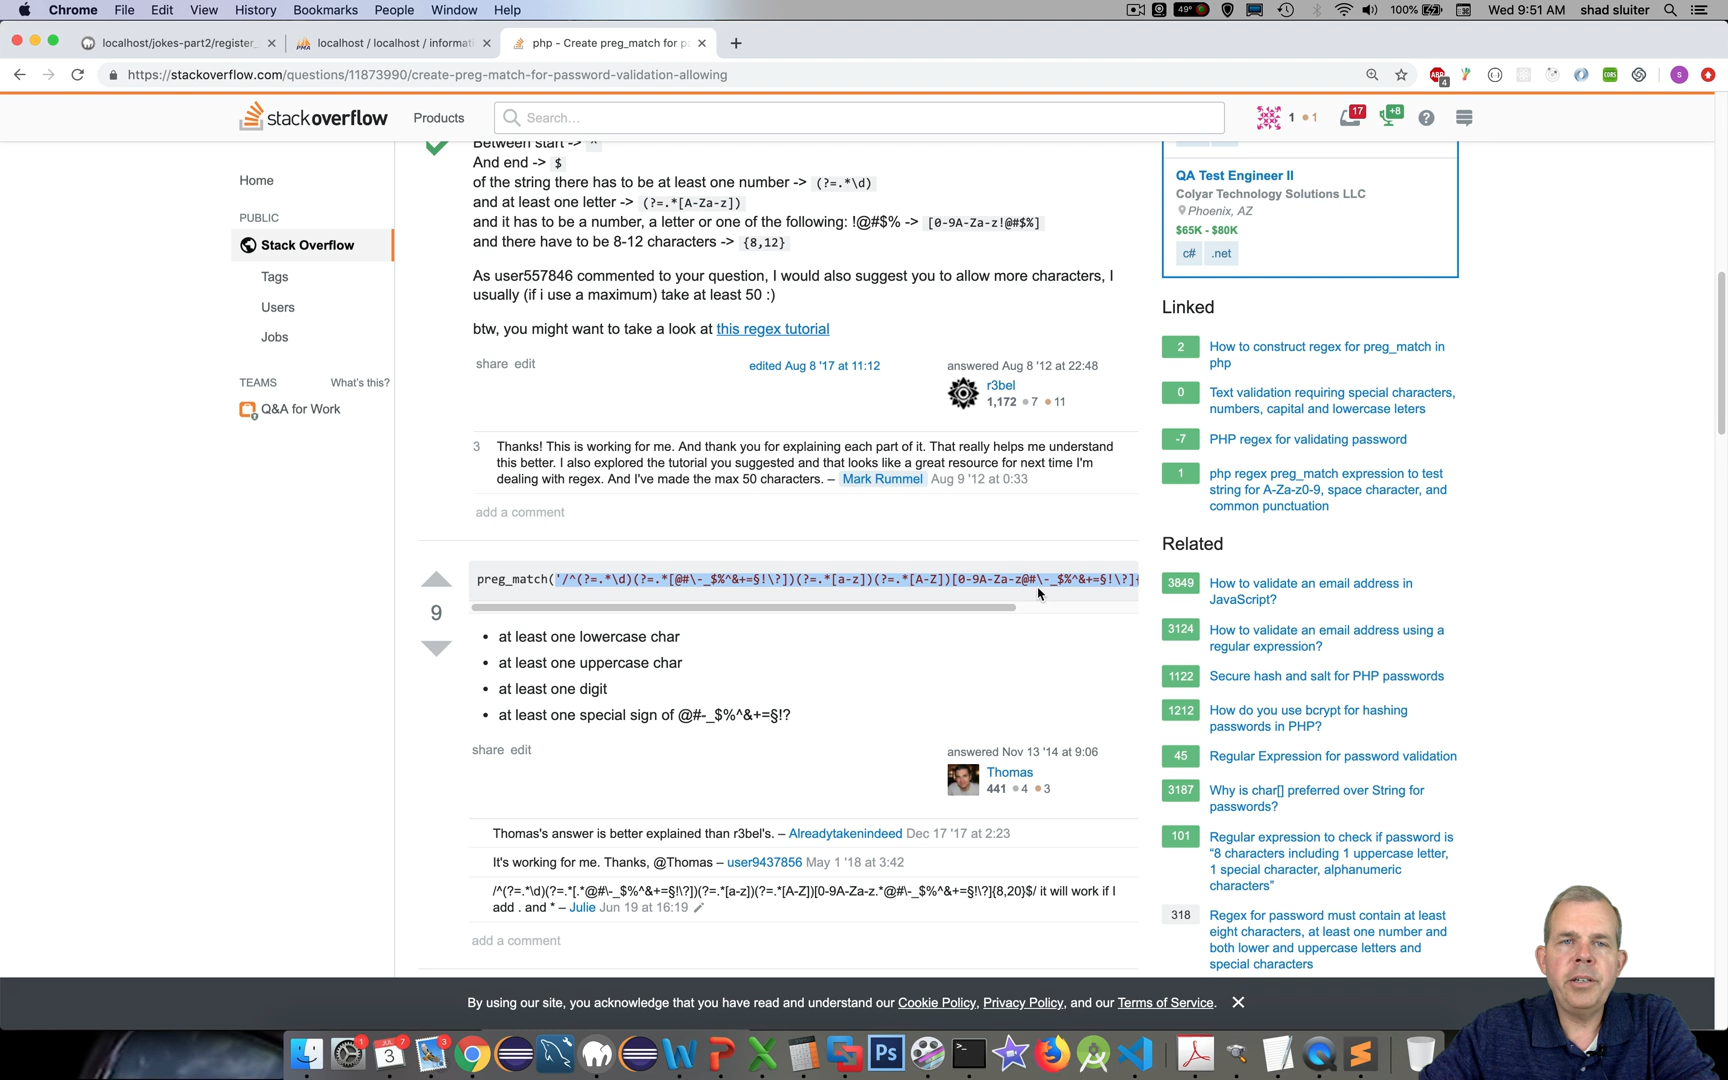 Chrome File Edit View History Bookmarks People Window Help 49° 100% Wed 9:51 AM shad sluiter
localhost/jokes-part2/register_ localhost / localhost / informat php - Create preg_match for p
https://stackoverflow.com/questions/11873990/create-preg-match-for-password-validation-allowing
stackoverflow Products Search... 1 1 17 +8
Home
PUBLIC
Stack Overflow
Tags
Users
Jobs
TEAMS What's this?
Q&A for Work
Between start -> ^
And end -> $
of the string there has to be at least one number -> (?=.*\d)
and at least one letter -> (?=.*[A-Za-z])
and it has to be a number, a letter or one of the following: !@#$% -> [0-9A-Za-z!@#$%]
and there have to be 8-12 characters -> {8,12}
As user557846 commented to your question, I would also suggest you to allow more characters, I
usually (if i use a maximum) take at least 50 :)
btw, you might want to take a look at this regex tutorial
share edit edited Aug 8 '17 at 11:12 answered Aug 8 '12 at 22:48
r3bel
1,172 7 11
3 Thanks! This is working for me. And thank you for explaining each part of it. That really helps me understand
this better. I also explored the tutorial you suggested and that looks like a great resource for next time I'm
dealing with regex. And I've made the max 50 characters. – Mark Rummel Aug 9 '12 at 0:33
add a comment
preg_match('/^(?=.*\d)(?=.*[@#\-_$%^&+=§!\?])(?=.*[a-z])(?=.*[A-Z])[0-9A-Za-z@#\-_$%^&+=§!\?]{
9
• at least one lowercase char
• at least one uppercase char
• at least one digit
• at least one special sign of @#-_$%^&+=§!?
share edit answered Nov 13 '14 at 9:06
Thomas
441 4 3
Thomas's answer is better explained than r3bel's. – Alreadytakenindeed Dec 17 '17 at 2:23
It's working for me. Thanks, @Thomas – user9437856 May 1 '18 at 3:42
/^(?=.*\d)(?=.*[.*@#\-_$%^&+=§!\?])(?=.*[a-z])(?=.*[A-Z])[0-9A-Za-z.*@#\-_$%^&+=§!\?]{8,20}$/ it will work if I
add . and * – Julie Jun 19 at 16:19
add a comment
QA Test Engineer II
Colyar Technology Solutions LLC
Phoenix, AZ
$65K - $80K
c# .net
Linked
2 How to construct regex for preg_match in
php
0 Text validation requiring special characters,
numbers, capital and lowercase leters
-7 PHP regex for validating password
1 php regex preg_match expression to test
string for A-Za-z0-9, space character, and
common punctuation
Related
3849 How to validate an email address in
JavaScript?
3124 How to validate an email address using a
regular expression?
1122 Secure hash and salt for PHP passwords
1212 How do you use bcrypt for hashing
passwords in PHP?
45 Regular Expression for password validation
3187 Why is char[] preferred over String for
passwords?
101 Regular expression to check if password is
“8 characters including 1 uppercase letter,
1 special character, alphanumeric
characters”
318 Regex for password must contain at least
eight characters, at least one number and
both lower and uppercase letters and
special characters
By using our site, you acknowledge that you have read and understand our Cookie Policy, Privacy Policy, and our Terms of Service.